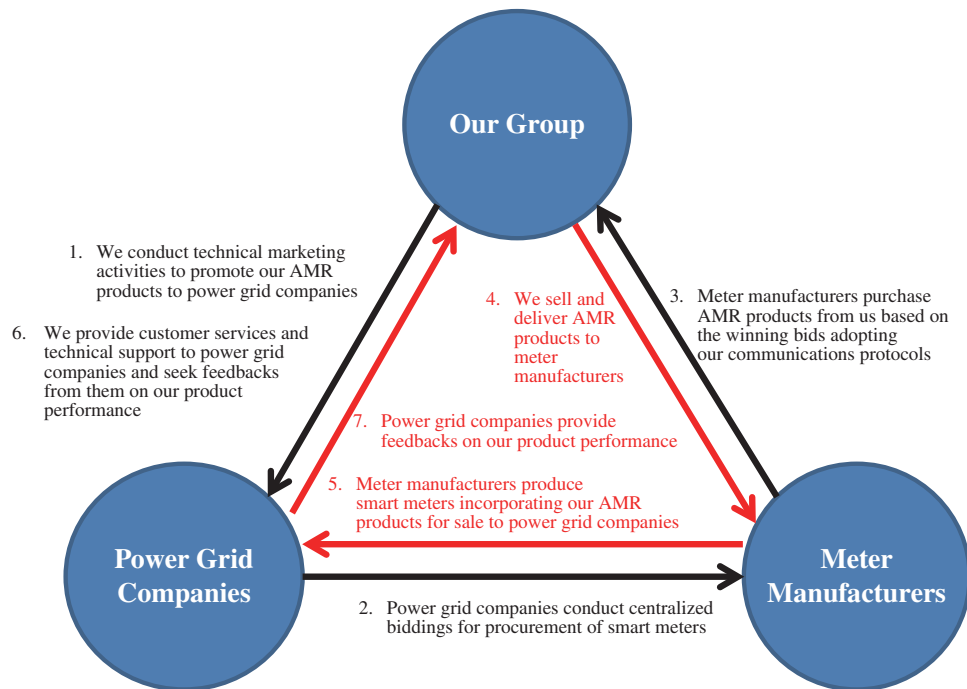 Our Group
1. We conduct technical marketing
activities to promote our AMR
products to power grid companies
6. We provide customer services and
technical support to power grid
companies and seek feedbacks
from them on our product
performance
4. We sell and
deliver AMR
products to
meter
manufacturers
3. Meter manufacturers purchase
AMR products from us based on
the winning bids adopting
our communications protocols
7. Power grid companies provide
feedbacks on our product performance
5. Meter manufacturers produce
smart meters incorporating our AMR
products for sale to power grid companies
Power Grid
Companies
Meter
Manufacturers
2. Power grid companies conduct centralized
biddings for procurement of smart meters